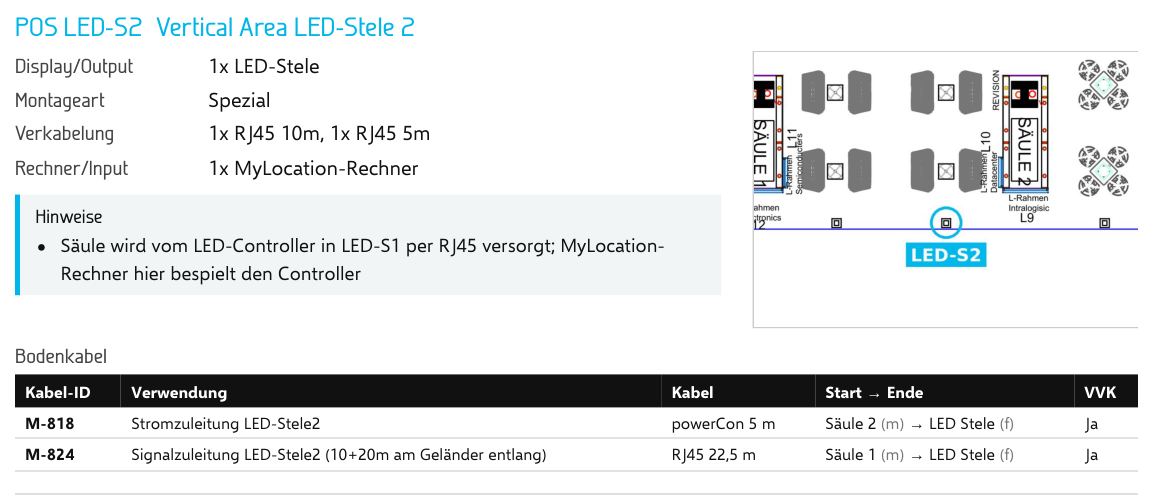 POS LED-S2 Vertical Area LED-Stele 2
Display/Output 1x LED-Stele
Montageart Spezial
Verkabelung 1x RJ45 10m, 1x RJ45 5m
Rechner/Input 1x MyLocation-Rechner
Hinweise
• Säule wird vom LED-Controller in LED-S1 per RJ45 versorgt; MyLocation-
Rechner hier bespielt den Controller
REVISION
SÄULE 1
L11
L-Rahmen
Semiconducters
L10
L-Rahmen
Datacenter
SÄULE 2
ahmen
ctronics
12
L-Rahmen
Intralogisic
L9
LED-S2
Bodenkabel
Kabel-ID Verwendung Kabel Start → Ende VVK
M-818 Stromzuleitung LED-Stele2 powerCon 5 m Säule 2 (m) → LED Stele (f) Ja
M-824 Signalzuleitung LED-Stele2 (10+20m am Geländer entlang) RJ45 22,5 m Säule 1 (m) → LED Stele (f) Ja